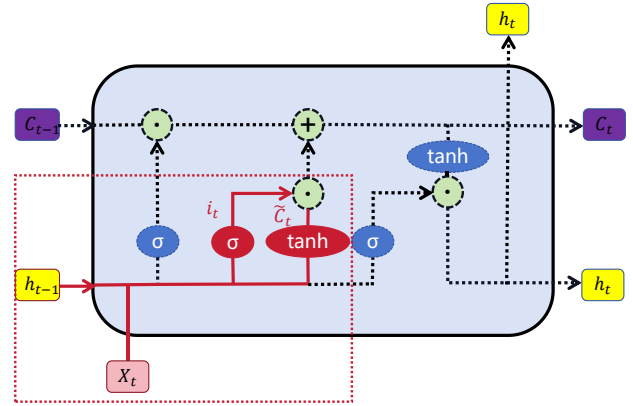 h_t
C_{t−1}
·
+
C_t
tanh
i_t
C̃_t
·
·
σ
σ
tanh
σ
h_{t−1}
h_t
X_t